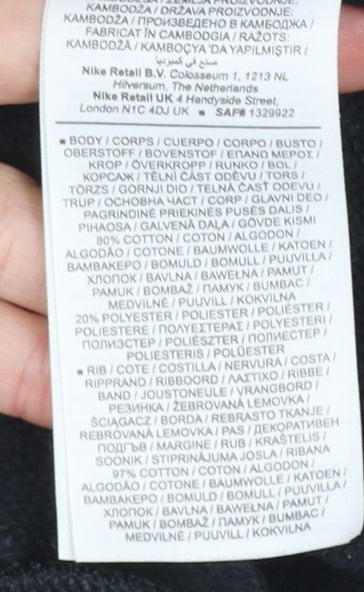 KAMBODŽA / DRŽAVA PROIZVODNJE:
KAMBODŽA / ПРОИЗВЕДЕНО В КАМБОДЖА /
FABRICAT ÎN CAMBODGIA / RAŽOTS:
KAMBODŽĀ / KAMBOÇYA 'DA YAPILMIŞTIR /
صنع في كمبوديا
Nike Retail B.V. Colosseum 1, 1213 NL
Hilversum, The Netherlands
Nike Retail UK 4 Handyside Street,
London N1C 4DJ UK ■ SAF# 1329922
■ BODY / CORPS / CUERPO / CORPO / BUSTO /
OBERSTOFF / BOVENSTOF / ΕΠΑΝΩ ΜΕΡΟΣ /
KROP / ÖVERKROPP / RUNKO / BOL /
КОРСАЖ / TĚLNÍ ČÁST ODĚVU / TORS /
TÖRZS / GORNJI DIO / TELNÁ ČASŤ ODEVU /
TRUP / ОСНОВНА ЧАСТ / CORP / GLAVNI DEO /
PAGRINDINĖ PRIEKINĖS PUSĖS DALIS /
PIHAOSA / GALVENĀ DAĻA / GÖVDE KISMI
80% COTTON / COTON / ALGODÓN /
ALGODÃO / COTONE / BAUMWOLLE / KATOEN /
ΒΑΜΒΑΚΕΡΟ / BOMULD / BOMULL / PUUVILLA /
ХЛОПОК / BAVLNA / BAWEŁNA / PAMUT /
PAMUK / BOMBAŽ / ПАМУК / BUMBAC /
MEDVILNĖ / PUUVILL / KOKVILNA
20% POLYESTER / POLIESTER / POLIÉSTER /
POLIESTERE / ΠΟΛΥΕΣΤΕΡΑΣ / POLYESTERI /
ПОЛИЭСТЕР / POLIÉSZTER / ПОЛИЕСТЕР /
POLIESTERIS / POLÜESTER
■ RIB / COTE / COSTILLA / NERVURA / COSTA /
RIPPRAND / RIBBOORD / ΛΑΣΤΙΧΟ / RIBBE /
BAND / JOUSTONEULE / VRANGBORD /
РЕЗИНКА / ŽEBROVANÁ LEMOVKA /
ŚCIĄGACZ / BORDA / REBRASTO TKANJE /
REBROVANÁ LEMOVKA / PAS / ДЕКОРАТИВЕН
ПОДГЪВ / MARGINE / RUB / KRAŠTELIS /
SOONIK / STIPRINĀJUMA JOSLA / RIBANA
97% COTTON / COTON / ALGODÓN /
ALGODÃO / COTONE / BAUMWOLLE / KATOEN /
ΒΑΜΒΑΚΕΡΟ / BOMULD / BOMULL / PUUVILLA /
ХЛОПОК / BAVLNA / BAWEŁNA / PAMUT /
PAMUK / BOMBAŽ / ПАМУК / BUMBAC /
MEDVILNĖ / PUUVILL / KOKVILNA